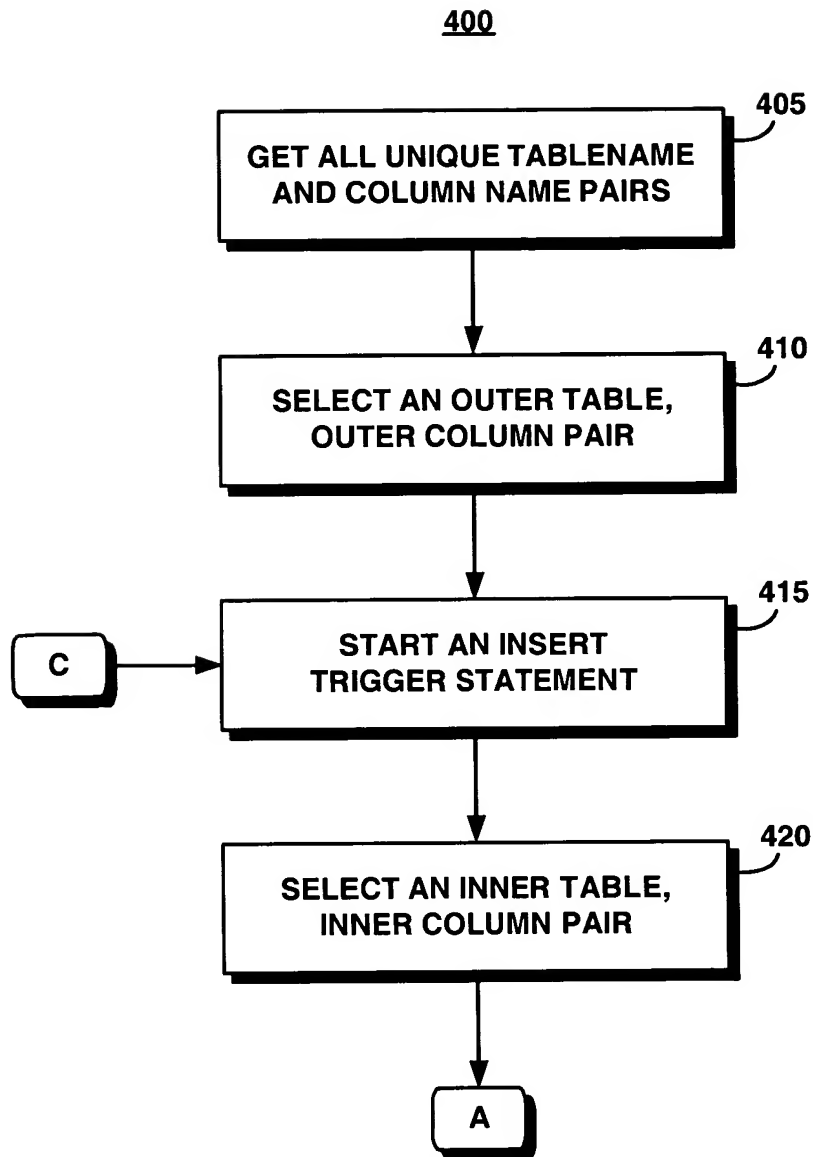 400
405
GET ALL UNIQUE TABLENAME
AND COLUMN NAME PAIRS
410
SELECT AN OUTER TABLE,
OUTER COLUMN PAIR
415
START AN INSERT
TRIGGER STATEMENT
C
420
SELECT AN INNER TABLE,
INNER COLUMN PAIR
A